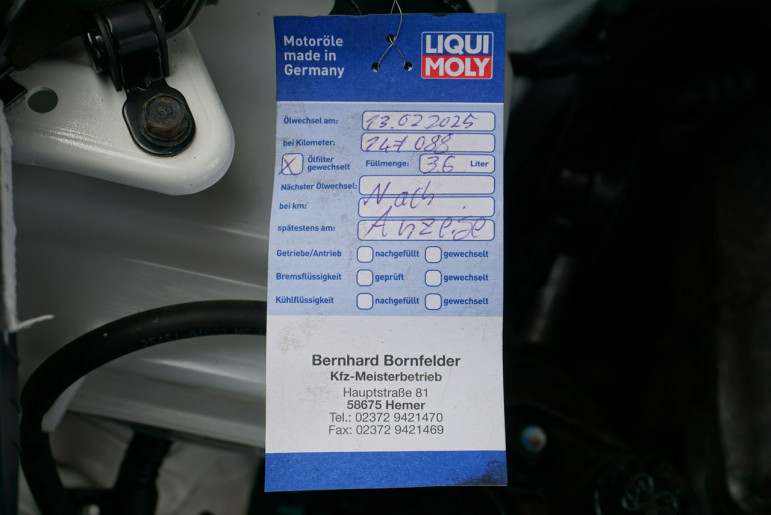 Motoröle
made in
Germany
LIQUI
MOLY
Ölwechsel am: 13.02.2025
bei Kilometer: 247 088
X Ölfilter gewechselt Füllmenge: 3,6 Liter
Nächster Ölwechsel:
bei km: Nach
spätestens am: Anzeige
Getriebe/Antrieb nachgefüllt gewechselt
Bremsflüssigkeit geprüft gewechselt
Kühlflüssigkeit nachgefüllt gewechselt
Bernhard Bornfelder
Kfz-Meisterbetrieb
Hauptstraße 81
58675 Hemer
Tel.: 02372 9421470
Fax: 02372 9421469